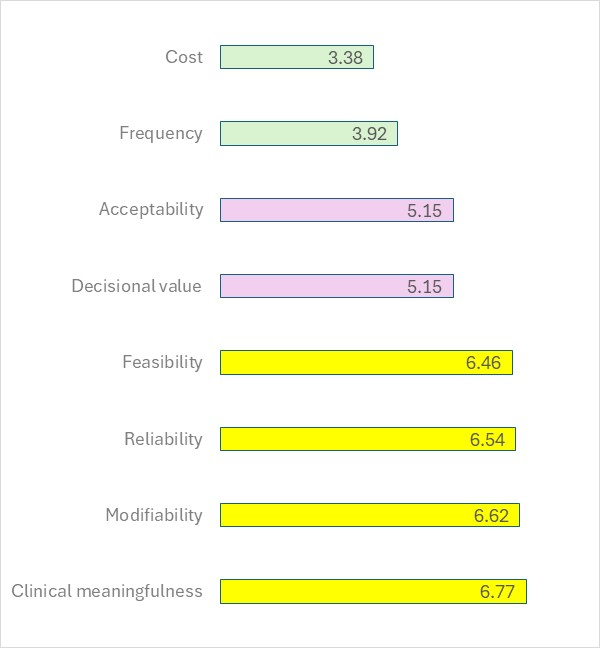 Cost 3.38
Frequency 3.92
Acceptability 5.15
Decisional value 5.15
Feasibility 6.46
Reliability 6.54
Modifiability 6.62
Clinical meaningfulness 6.77